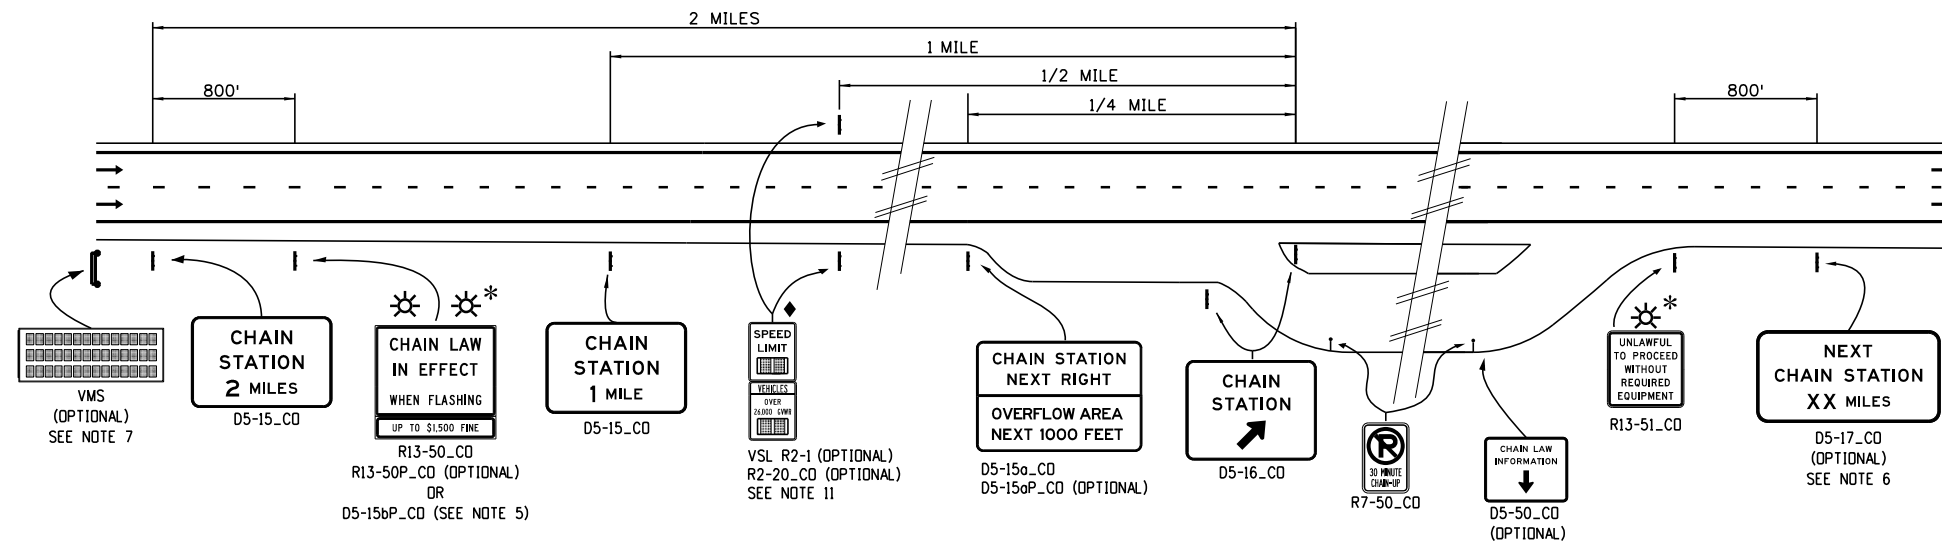 2 MILES
1 MILE
1/2 MILE
1/4 MILE
800'
800'
VMS
(OPTIONAL)
SEE NOTE 7
CHAIN
STATION
2 MILES
D5-15_CO
*
CHAIN LAW
IN EFFECT
WHEN FLASHING
UP TO $1,500 FINE
R13-50_CO
R13-50P_CO (OPTIONAL)
OR
D5-15bP_CO (SEE NOTE 5)
CHAIN
STATION
1 MILE
D5-15_CO
SPEED
LIMIT
VEHICLES
OVER
26,000 GVWR
VSL R2-1 (OPTIONAL)
R2-20_CO (OPTIONAL)
SEE NOTE 11
CHAIN STATION
NEXT RIGHT
OVERFLOW AREA
NEXT 1000 FEET
D5-15a_CO
D5-15aP_CO (OPTIONAL)
CHAIN
STATION
D5-16_CO
P
30 MINUTE
CHAIN-UP
R7-50_CO
CHAIN LAW
INFORMATION
D5-50_CO
(OPTIONAL)
*
UNLAWFUL
TO PROCEED
WITHOUT
REQUIRED
EQUIPMENT
R13-51_CO
NEXT
CHAIN STATION
XX MILES
D5-17_CO
(OPTIONAL)
SEE NOTE 6